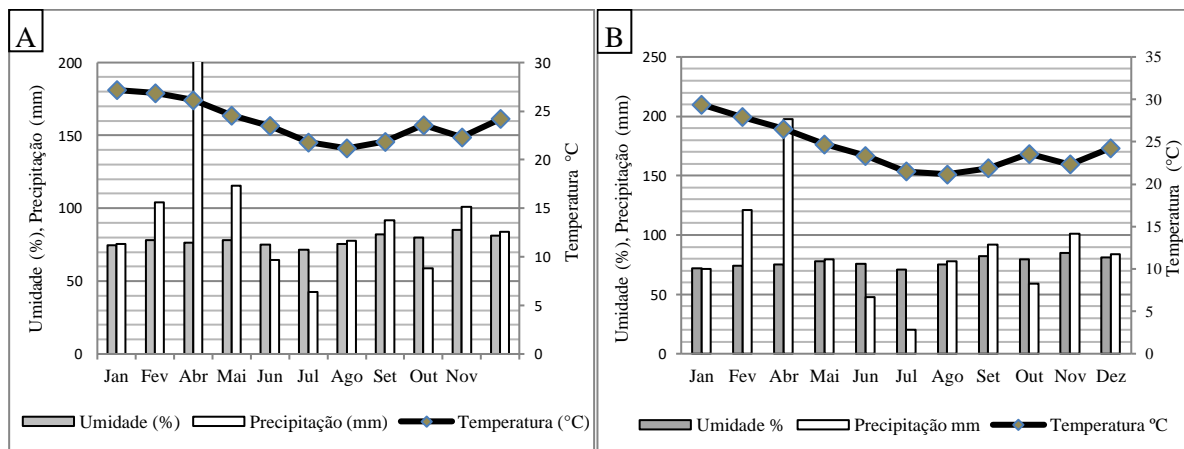 A
Umidade (%), Precipitação (mm)
200
150
100
50
0
30
25
20
15
10
5
0
Temperatura °C
Jan Fev Abr Mai Jun Jul Ago Set Out Nov
Umidade (%) Precipitação (mm) Temperatura (°C)
B
Umidade (%), Precipitação (mm)
250
200
150
100
50
0
35
30
25
20
15
10
5
0
Temperatura (°C)
Jan Fev Abr Mai Jun Jul Ago Set Out Nov Dez
Umidade % Precipitação mm Temperatura ºC